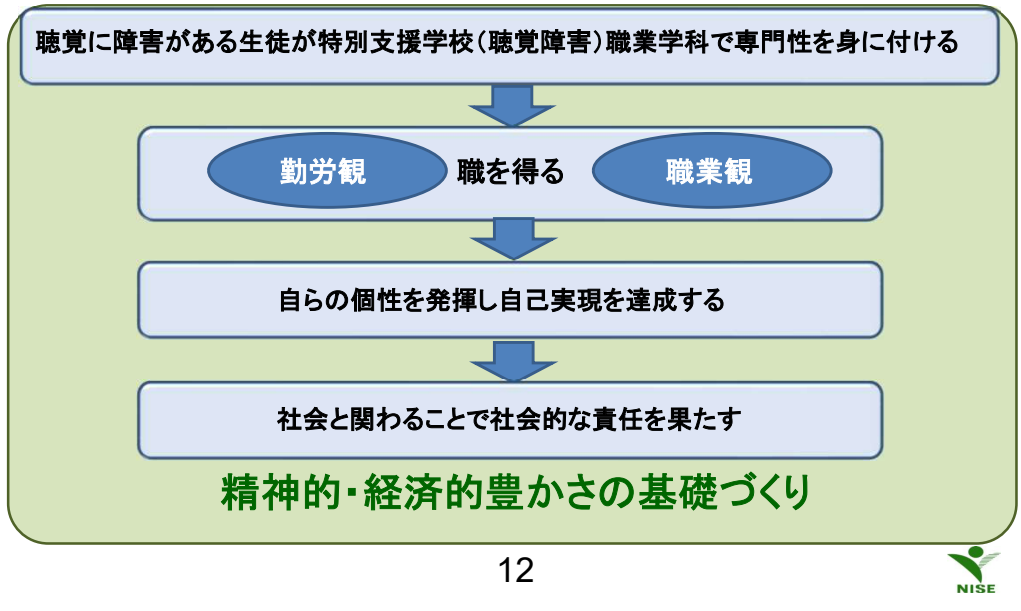 聴覚に障害がある生徒が特別支援学校（聴覚障害）職業学科で専門性を身に付ける
勤労観 職を得る 職業観
自らの個性を発揮し自己実現を達成する
社会と関わることで社会的な責任を果たす
精神的・経済的豊かさの基礎づくり
12
NISE